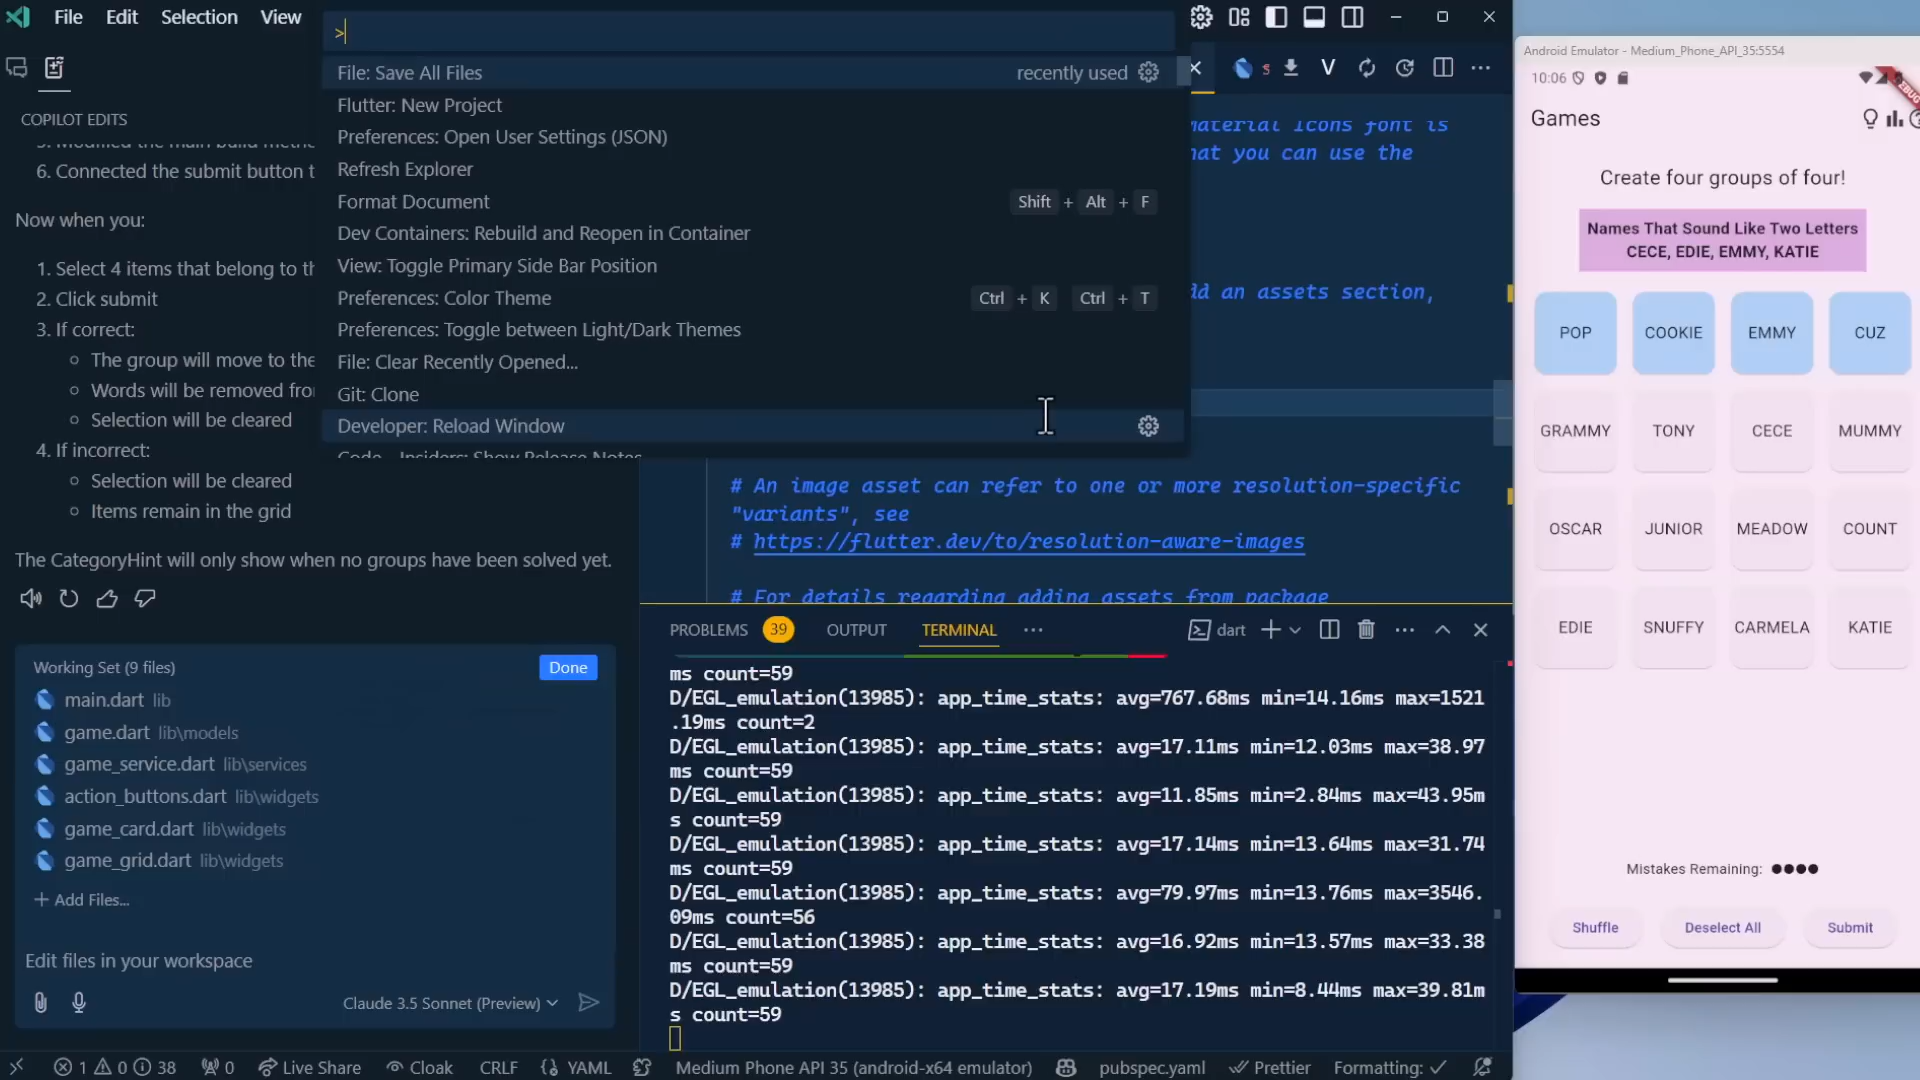 File Edit Selection View
>
File: Save All Files recently used
Flutter: New Project
Preferences: Open User Settings (JSON)
Refresh Explorer
Format Document Shift + Alt + F
Dev Containers: Rebuild and Reopen in Container
View: Toggle Primary Side Bar Position
Preferences: Color Theme Ctrl + K Ctrl + T
Preferences: Toggle between Light/Dark Themes
File: Clear Recently Opened...
Git: Clone
Developer: Reload Window
Code - Insiders: Show Release Notes
COPILOT EDITS
5. Modified the main build
6. Connected the submit button t
Now when you:
1. Select 4 items that belong to th
2. Click submit
3. If correct:
The group will move to the
Words will be removed fro
Selection will be cleared
4. If incorrect:
Selection will be cleared
Items remain in the grid
The CategoryHint will only show when no groups have been solved yet.
Working Set (9 files) Done
main.dart lib
game.dart lib\models
game_service.dart lib\services
action_buttons.dart lib\widgets
game_card.dart lib\widgets
game_grid.dart lib\widgets
+ Add Files...
Edit files in your workspace
Claude 3.5 Sonnet (Preview)
s V
material icons font is
hat you can use the
dd an assets section,
# An image asset can refer to one or more resolution-specific
"variants", see
# https://flutter.dev/to/resolution-aware-images
# For details regarding adding assets from package
PROBLEMS 39 OUTPUT TERMINAL dart
ms count=59
D/EGL_emulation(13985): app_time_stats: avg=767.68ms min=14.16ms max=1521
.19ms count=2
D/EGL_emulation(13985): app_time_stats: avg=17.11ms min=12.03ms max=38.97
ms count=59
D/EGL_emulation(13985): app_time_stats: avg=11.85ms min=2.84ms max=43.95m
s count=59
D/EGL_emulation(13985): app_time_stats: avg=17.14ms min=13.64ms max=31.74
ms count=59
D/EGL_emulation(13985): app_time_stats: avg=79.97ms min=13.76ms max=3546.
09ms count=56
D/EGL_emulation(13985): app_time_stats: avg=16.92ms min=13.57ms max=33.38
ms count=59
D/EGL_emulation(13985): app_time_stats: avg=17.19ms min=8.44ms max=39.81m
s count=59
1 0 38 0 Live Share Cloak CRLF YAML Medium Phone API 35 (android-x64 emulator) pubspec.yaml Prettier Formatting:
Android Emulator - Medium_Phone_API_35:5554
10:06
Games
Create four groups of four!
Names That Sound Like Two Letters
CECE, EDIE, EMMY, KATIE
POP COOKIE EMMY CUZ
GRAMMY TONY CECE MUMMY
OSCAR JUNIOR MEADOW COUNT
EDIE SNUFFY CARMELA KATIE
Mistakes Remaining:
Shuffle Deselect All Submit